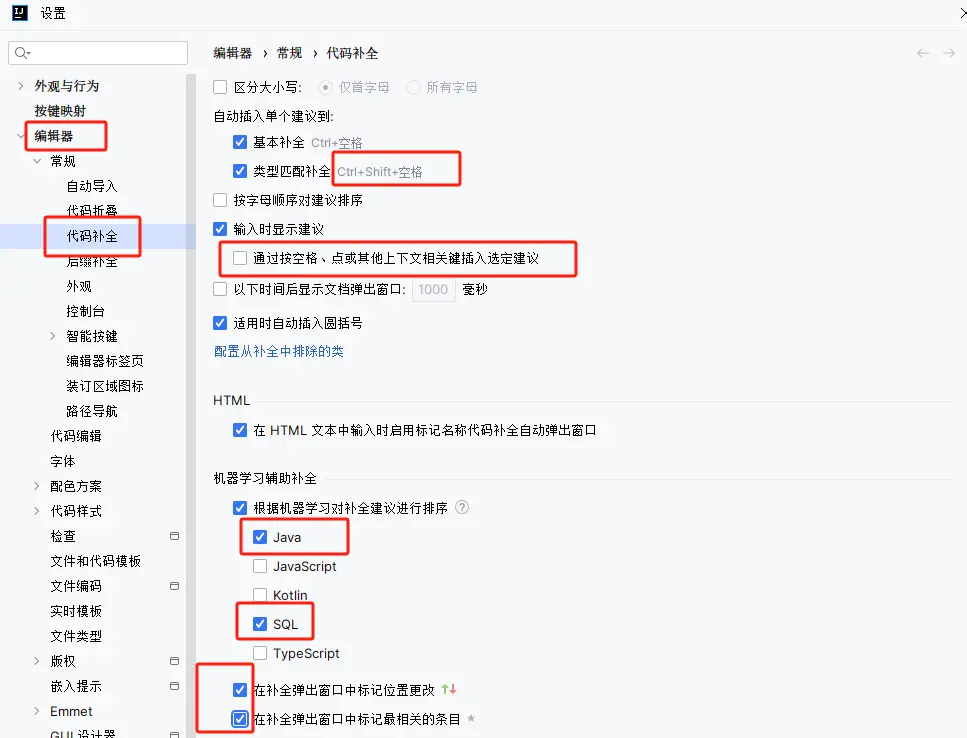 IJ 设置
外观与行为
按键映射
编辑器
常规
自动导入
代码折叠
代码补全
后缀补全
外观
控制台
智能按键
编辑器标签页
装订区域图标
路径导航
代码编辑
字体
配色方案
代码样式
检查
文件和代码模板
文件编码
实时模板
文件类型
版权
嵌入提示
Emmet
GUI 设计器
编辑器 › 常规 › 代码补全
区分大小写: 仅首字母 所有字母
自动插入单个建议到:
基本补全 Ctrl+空格
类型匹配补全 Ctrl+Shift+空格
按字母顺序对建议排序
输入时显示建议
通过按空格、点或其他上下文相关键插入选定建议
以下时间后显示文档弹出窗口: 1000 毫秒
适用时自动插入圆括号
配置从补全中排除的类
HTML
在 HTML 文本中输入时启用标记名称代码补全自动弹出窗口
机器学习辅助补全
根据机器学习对补全建议进行排序 ?
Java
JavaScript
Kotlin
SQL
TypeScript
在补全弹出窗口中标记位置更改
在补全弹出窗口中标记最相关的条目